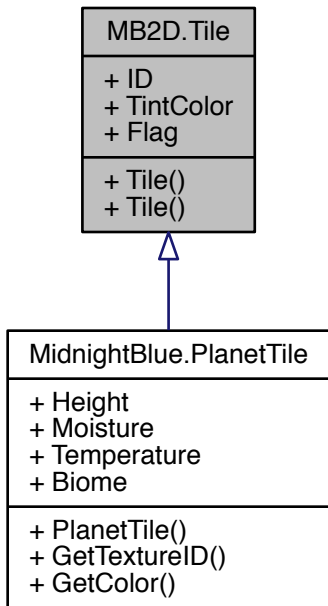 MB2D.Tile
+ ID
+ TintColor
+ Flag
+ Tile()
+ Tile()
MidnightBlue.PlanetTile
+ Height
+ Moisture
+ Temperature
+ Biome
+ PlanetTile()
+ GetTextureID()
+ GetColor()